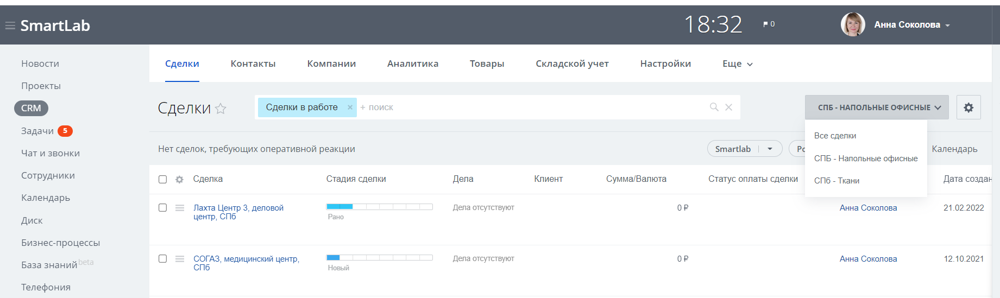 SmartLab
18:32
0
Анна Соколова
Новости
Проекты
CRM
Задачи 5
Чат и звонки
Сотрудники
Календарь
Диск
Бизнес-процессы
База знаний beta
Телефония
Сделки Контакты Компании Аналитика Товары Складской учет Настройки Еще
Сделки
Сделки в работе × + поиск
СПБ - НАПОЛЬНЫЕ ОФИСНЫЕ
Все сделки
СПБ - Напольные офисные
СПб - Ткани
Нет сделок, требующих оперативной реакции
Smartlab
Календарь
Сделка Стадия сделки Дела Клиент Сумма/Валюта Статус оплаты сделки Дата создан
Лахта Центр 3, деловой
центр, СПб
Рано
Дела отсутствуют
0 ₽
Анна Соколова
21.02.2022
СОГАЗ, медицинский центр,
СПб
Новый
Дела отсутствуют
0 ₽
Анна Соколова
12.10.2021